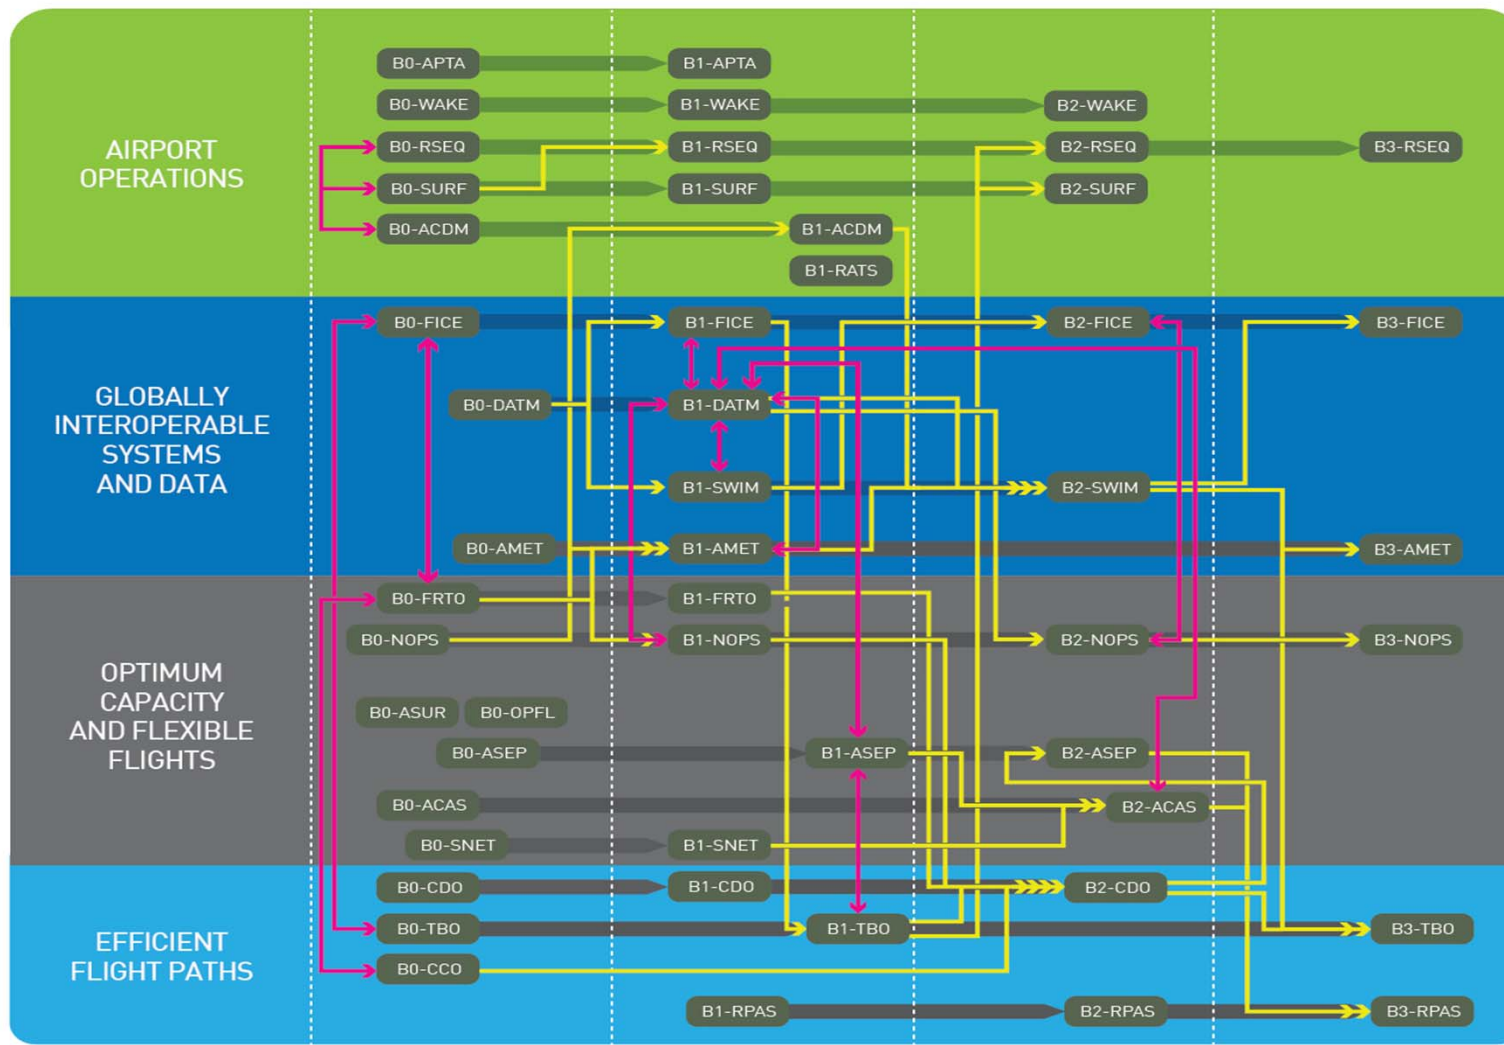 AIRPORT
OPERATIONS
B0-APTA B1-APTA
B0-WAKE B1-WAKE B2-WAKE
B0-RSEQ B1-RSEQ B2-RSEQ B3-RSEQ
B0-SURF B1-SURF B2-SURF
B0-ACDM B1-ACDM
B1-RATS
GLOBALLY
INTEROPERABLE
SYSTEMS
AND DATA
B0-FICE B1-FICE B2-FICE B3-FICE
B0-DATM B1-DATM
B1-SWIM B2-SWIM
B0-AMET B1-AMET B3-AMET
OPTIMUM
CAPACITY
AND FLEXIBLE
FLIGHTS
B0-FRTO B1-FRTO
B0-NOPS B1-NOPS B2-NOPS B3-NOPS
B0-ASUR B0-OPFL
B0-ASEP B1-ASEP B2-ASEP
B0-ACAS B2-ACAS
B0-SNET B1-SNET
EFFICIENT
FLIGHT PATHS
B0-CDO B1-CDO B2-CDO
B0-TBO B1-TBO B3-TBO
B0-CCO
B1-RPAS B2-RPAS B3-RPAS